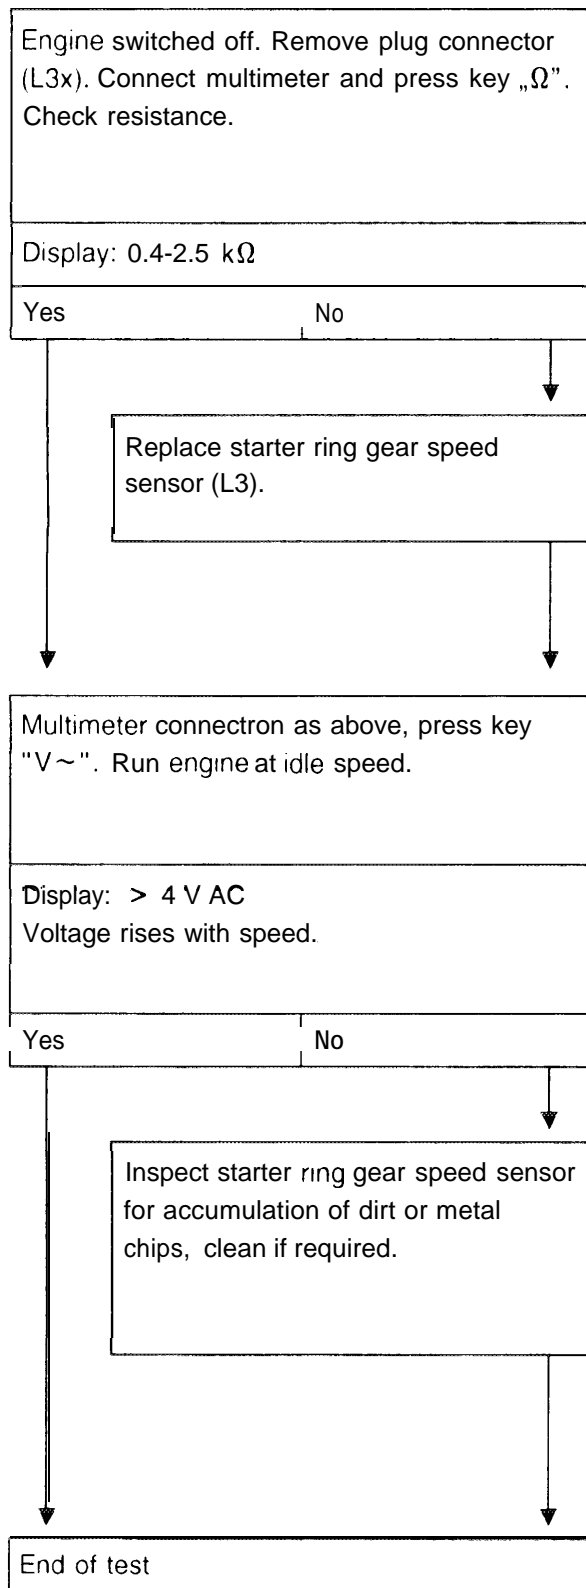 Engine switched off. Remove plug connector
(L3x). Connect multimeter and press key „Ω”.
Check resistance.
Display: 0.4-2.5 kΩ
Yes No
Replace starter ring gear speed
sensor (L3).
Multimeter connectron as above, press key
"V~". Run engine at idle speed.
Display: > 4 V AC
Voltage rises with speed.
Yes No
Inspect starter ring gear speed sensor
for accumulation of dirt or metal
chips, clean if required.
End of test